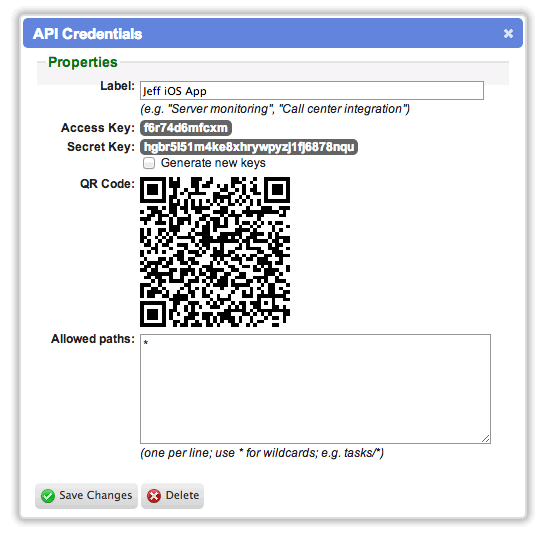 API Credentials
Properties
Label: Jeff iOS App
(e.g. "Server monitoring", "Call center integration")
Access Key: f6r74d6mfcxm
Secret Key: hgbr5l51m4ke8xhrywpyzj1fj6878nqu
Generate new keys
QR Code:
Allowed paths: *
(one per line; use * for wildcards; e.g. tasks/*)
Save Changes Delete